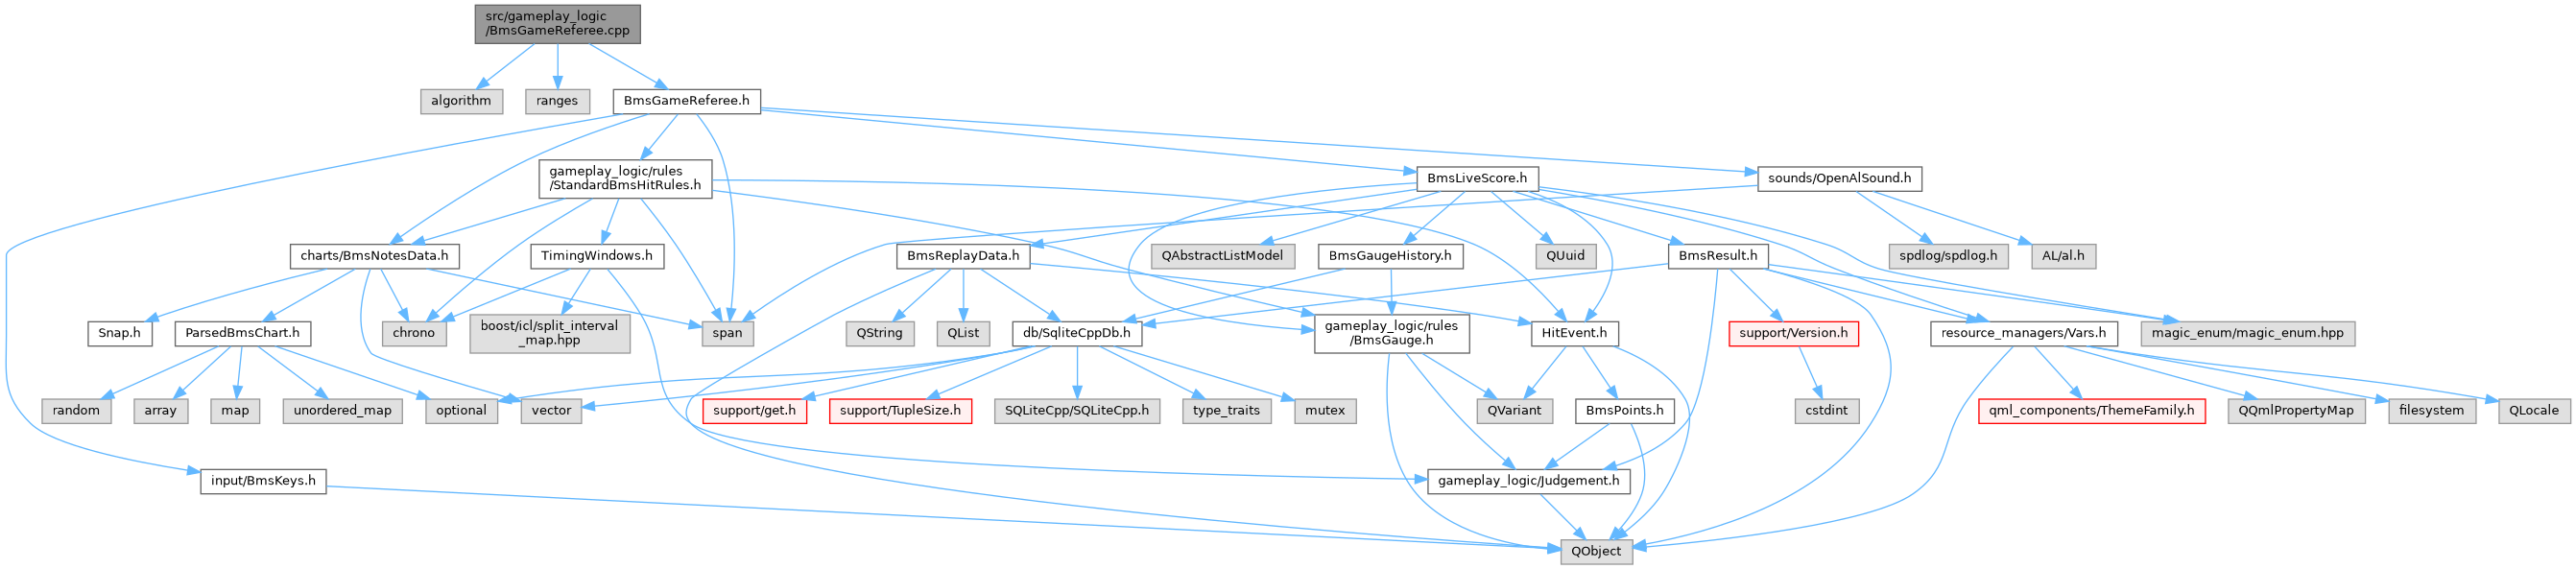 src/gameplay_logic
/BmsGameReferee.cpp
algorithm
ranges
BmsGameReferee.h
gameplay_logic/rules
/StandardBmsHitRules.h
BmsLiveScore.h
sounds/OpenAlSound.h
charts/BmsNotesData.h
TimingWindows.h
BmsReplayData.h
QAbstractListModel
BmsGaugeHistory.h
QUuid
BmsResult.h
spdlog/spdlog.h
AL/al.h
Snap.h
ParsedBmsChart.h
chrono
boost/icl/split_interval
_map.hpp
span
QString
QList
db/SqliteCppDb.h
gameplay_logic/rules
/BmsGauge.h
HitEvent.h
support/Version.h
resource_managers/Vars.h
magic_enum/magic_enum.hpp
random
array
map
unordered_map
optional
vector
support/get.h
support/TupleSize.h
SQLiteCpp/SQLiteCpp.h
type_traits
mutex
QVariant
BmsPoints.h
cstdint
qml_components/ThemeFamily.h
QQmlPropertyMap
filesystem
QLocale
input/BmsKeys.h
gameplay_logic/Judgement.h
QObject